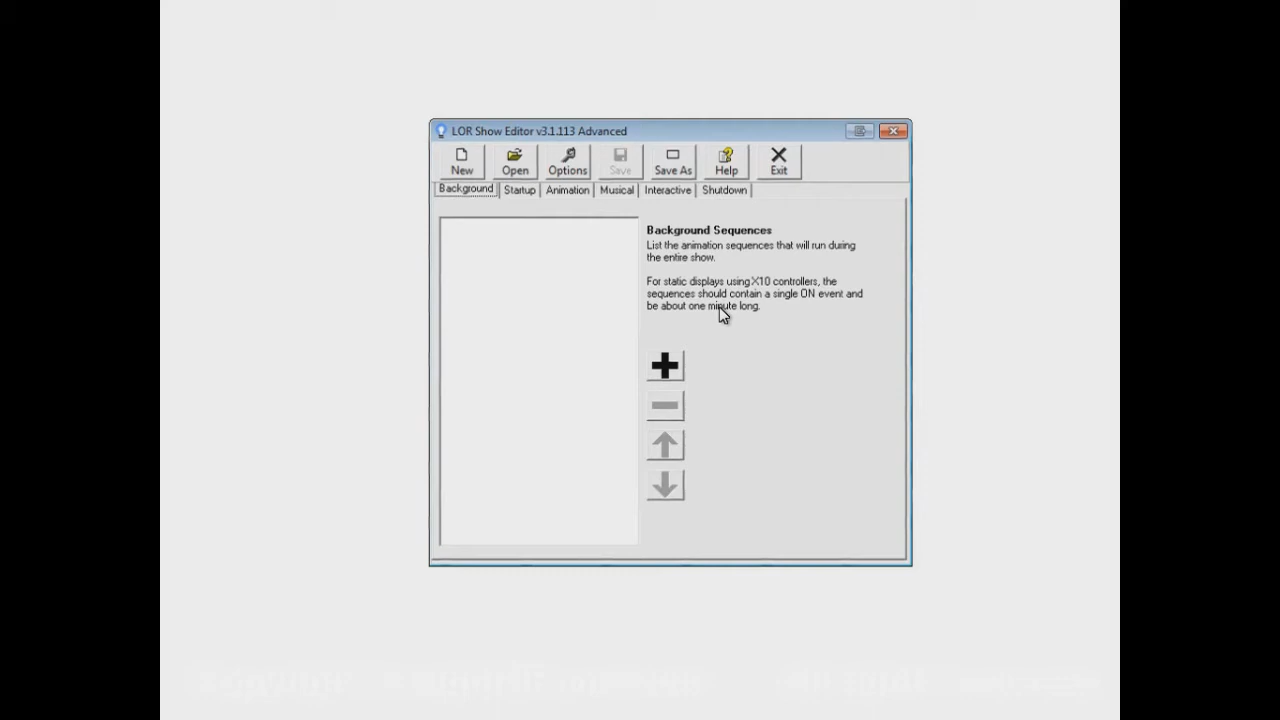 LOR Show Editor v3.1.113 Advanced
New Open Options Save Save As Help Exit
Background Startup Animation Musical Interactive Shutdown
Background Sequences
List the animation sequences that will run during
the entire show.
For static displays using X10 controllers, the
sequences should contain a single ON event and
be about one minute long.